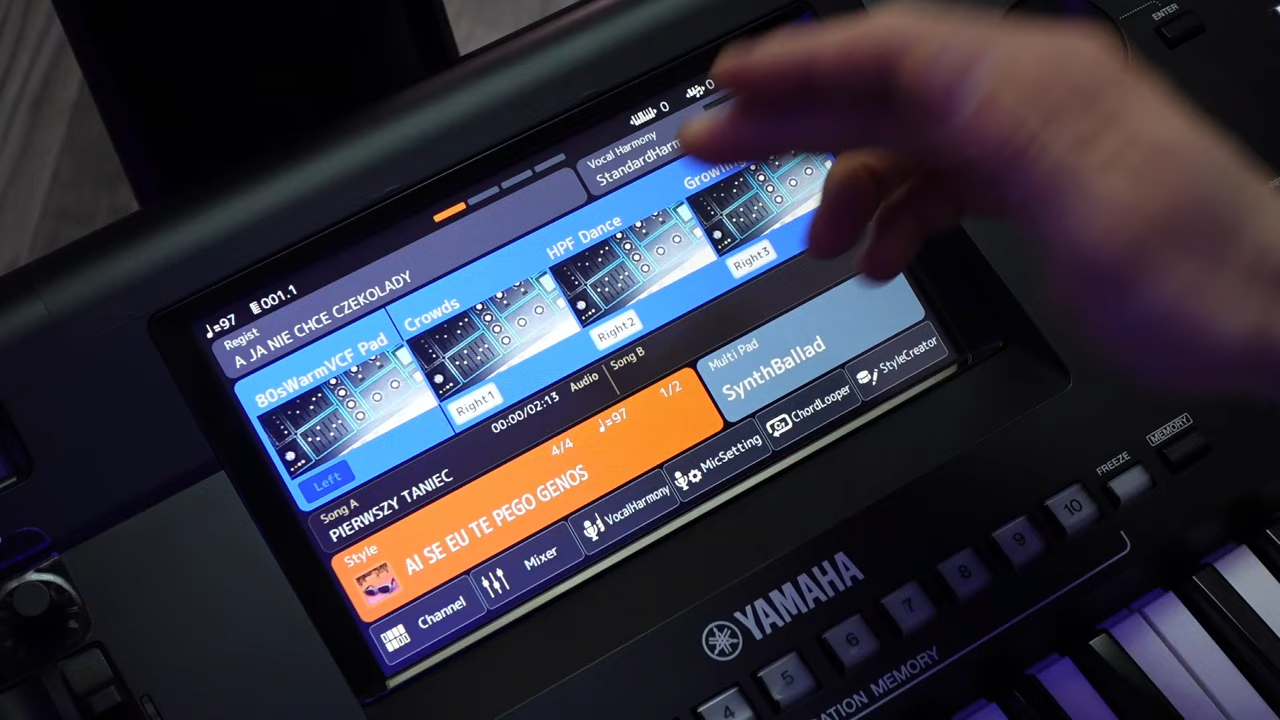 ENTER
0 0
♩=97 001.1
Regist
A JA NIE CHCE CZEKOLADY
Vocal Harmony
StandardHarm
80sWarmVCF Pad
Crowds
HPF Dance
Left
Right1
Right2
Right3
Song A
PIERWSZY TANIEC
00:00/02:13
Audio
Song B
Style
4/4 ♩=97 1/2
AI SE EU TE PEGO GENOS
Multi Pad
SynthBallad
Channel
Mixer
VocalHarmony
MicSetting
ChordLooper
StyleCreator
YAMAHA
MEMORY
FREEZE
4 5 6 7 8 9 10
MEMORY